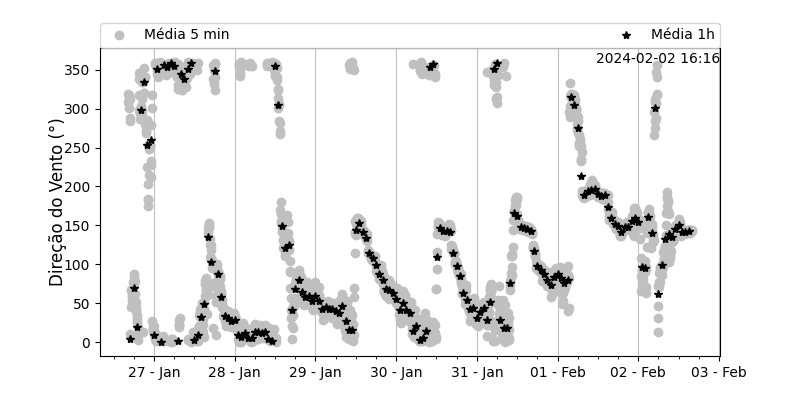 Média 5 min
Média 1h
2024-02-02 16:16
Direção do Vento (°)
350
300
250
200
150
100
50
0
27 - Jan
28 - Jan
29 - Jan
30 - Jan
31 - Jan
01 - Feb
02 - Feb
03 - Feb